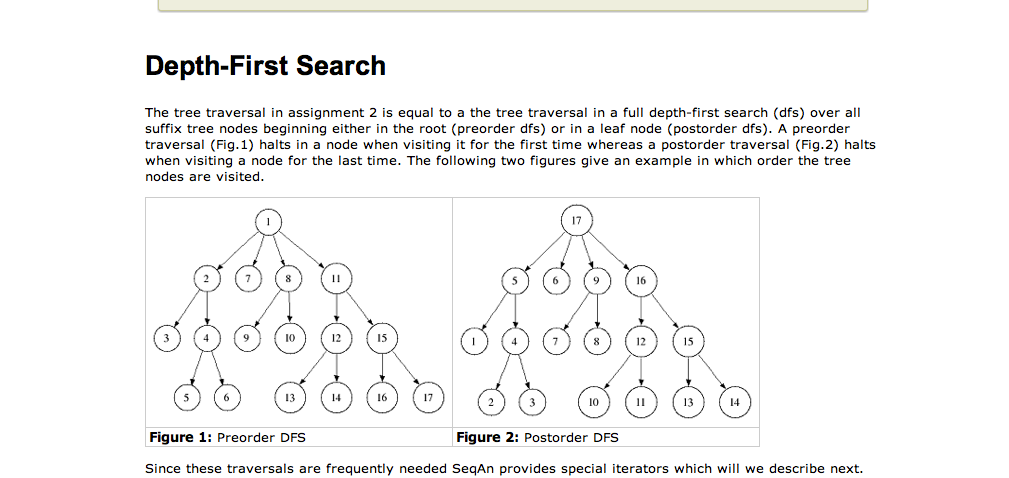 Depth-First Search
The tree traversal in assignment 2 is equal to a the tree traversal in a full depth-first search (dfs) over all
suffix tree nodes beginning either in the root (preorder dfs) or in a leaf node (postorder dfs). A preorder
traversal (Fig.1) halts in a node when visiting it for the first time whereas a postorder traversal (Fig.2) halts
when visiting a node for the last time. The following two figures give an example in which order the tree
nodes are visited.
1
2 7 8 11
3 4 9 10 12 15
5 6 13 14 16 17
Figure 1: Preorder DFS
17
5 6 9 16
1 4 7 8 12 15
2 3 10 11 13 14
Figure 2: Postorder DFS
Since these traversals are frequently needed SeqAn provides special iterators which will we describe next.